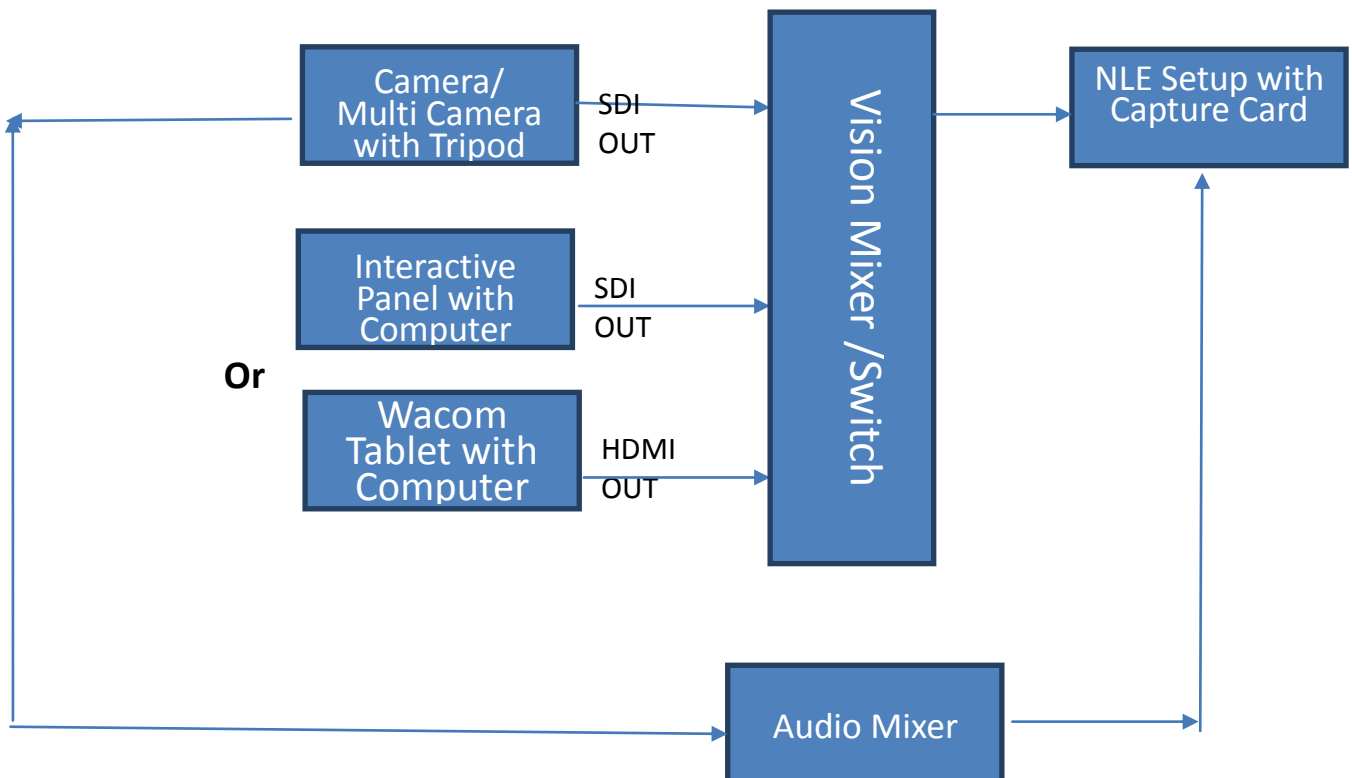 Camera/
Multi Camera
with Tripod
SDI
OUT
Vision Mixer /Switch
NLE Setup with
Capture Card
Interactive
Panel with
Computer
SDI
OUT
Or
Wacom
Tablet with
Computer
HDMI
OUT
Audio Mixer